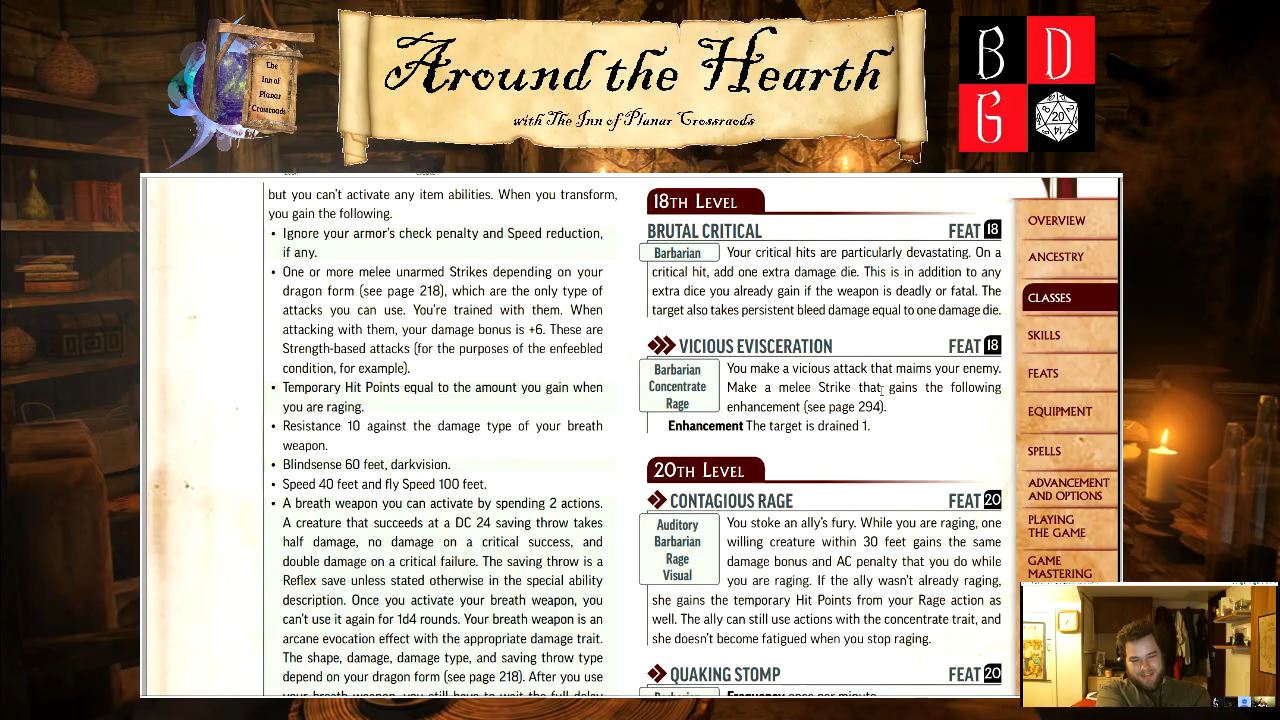 The
Inn of
Planar
Crossroads
Around the Hearth
with The Inn of Planar Crossraods
B D
G 20
but you can't activate any item abilities. When you transform,
you gain the following.
• Ignore your armor's check penalty and Speed reduction,
if any.
• One or more melee unarmed Strikes depending on your
dragon form (see page 218), which are the only type of
attacks you can use. You're trained with them. When
attacking with them, your damage bonus is +6. These are
Strength-based attacks (for the purposes of the enfeebled
condition, for example).
• Temporary Hit Points equal to the amount you gain when
you are raging.
• Resistance 10 against the damage type of your breath
weapon.
• Blindsense 60 feet, darkvision.
• Speed 40 feet and fly Speed 100 feet.
• A breath weapon you can activate by spending 2 actions.
A creature that succeeds at a DC 24 saving throw takes
half damage, no damage on a critical success, and
double damage on a critical failure. The saving throw is a
Reflex save unless stated otherwise in the special ability
description. Once you activate your breath weapon, you
can't use it again for 1d4 rounds. Your breath weapon is an
arcane evocation effect with the appropriate damage trait.
The shape, damage, damage type, and saving throw type
depend on your dragon form (see page 218). After you use
your breath weapon, you still have to wait the full delay
18TH LEVEL
BRUTAL CRITICAL FEAT 18
Barbarian
Your critical hits are particularly devastating. On a
critical hit, add one extra damage die. This is in addition to any
extra dice you already gain if the weapon is deadly or fatal. The
target also takes persistent bleed damage equal to one damage die.
VICIOUS EVISCERATION FEAT 18
Barbarian
Concentrate
Rage
You make a vicious attack that maims your enemy.
Make a melee Strike that gains the following
enhancement (see page 294).
Enhancement The target is drained 1.
20TH LEVEL
CONTAGIOUS RAGE FEAT 20
Auditory
Barbarian
Rage
Visual
You stoke an ally's fury. While you are raging, one
willing creature within 30 feet gains the same
damage bonus and AC penalty that you do while
you are raging. If the ally wasn't already raging,
she gains the temporary Hit Points from your Rage action as
well. The ally can still use actions with the concentrate trait, and
she doesn't become fatigued when you stop raging.
QUAKING STOMP FEAT 20
Barbarian
Frequency once per minute
OVERVIEW
ANCESTRY
CLASSES
SKILLS
FEATS
EQUIPMENT
SPELLS
ADVANCEMENT
AND OPTIONS
PLAYING
THE GAME
GAME
MASTERING